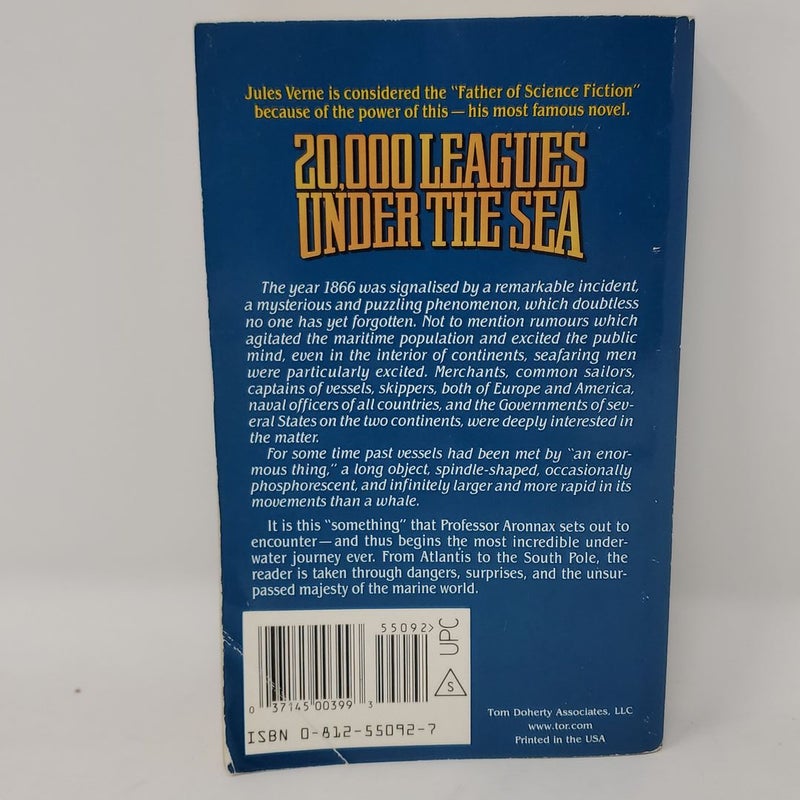 Jules Verne is considered the "Father of Science Fiction"
because of the power of this—his most famous novel.
20,000 LEAGUES
UNDER THE SEA
The year 1866 was signalised by a remarkable incident,
a mysterious and puzzling phenomenon, which doubtless
no one has yet forgotten. Not to mention rumours which
agitated the maritime population and excited the public
mind, even in the interior of continents, seafaring men
were particularly excited. Merchants, common sailors,
captains of vessels, skippers, both of Europe and America,
naval officers of all countries, and the Governments of sev-
eral States on the two continents, were deeply interested in
the matter.
For some time past vessels had been met by "an enor-
mous thing," a long object, spindle-shaped, occasionally
phosphorescent, and infinitely larger and more rapid in its
movements than a whale.
It is this "something" that Professor Aronnax sets out to
encounter—and thus begins the most incredible under-
water journey ever. From Atlantis to the South Pole, the
reader is taken through dangers, surprises, and the unsur-
passed majesty of the marine world.
55092>
UPC
S
0 37145 00399 3
ISBN 0-812-55092-7
Tom Doherty Associates, LLC
www.tor.com
Printed in the USA